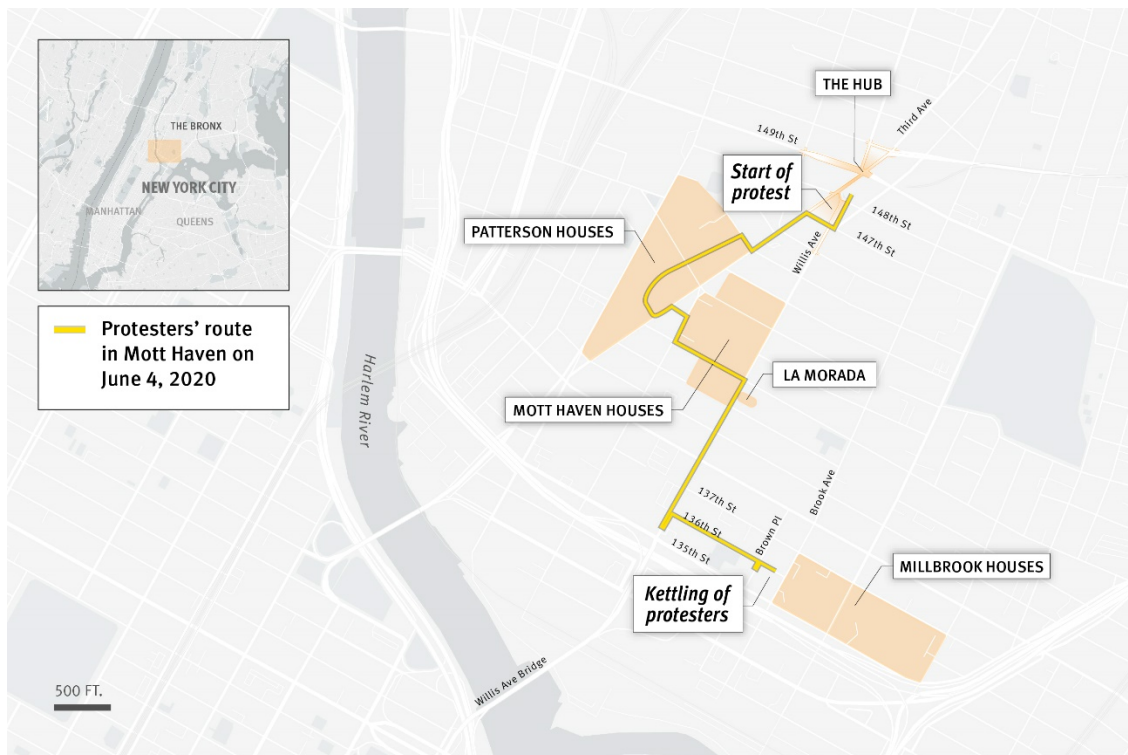 THE BRONX
NEW YORK CITY
MANHATTAN
QUEENS
Protesters' route
in Mott Haven on
June 4, 2020
THE HUB
Third Ave
149th St
Start of
protest
148th St
147th St
Willis Ave
PATTERSON HOUSES
LA MORADA
MOTT HAVEN HOUSES
Harlem River
137th St
136th St
135th St
Brown Pl
Brook Ave
MILLBROOK HOUSES
Kettling of
protesters
Willis Ave Bridge
500 FT.